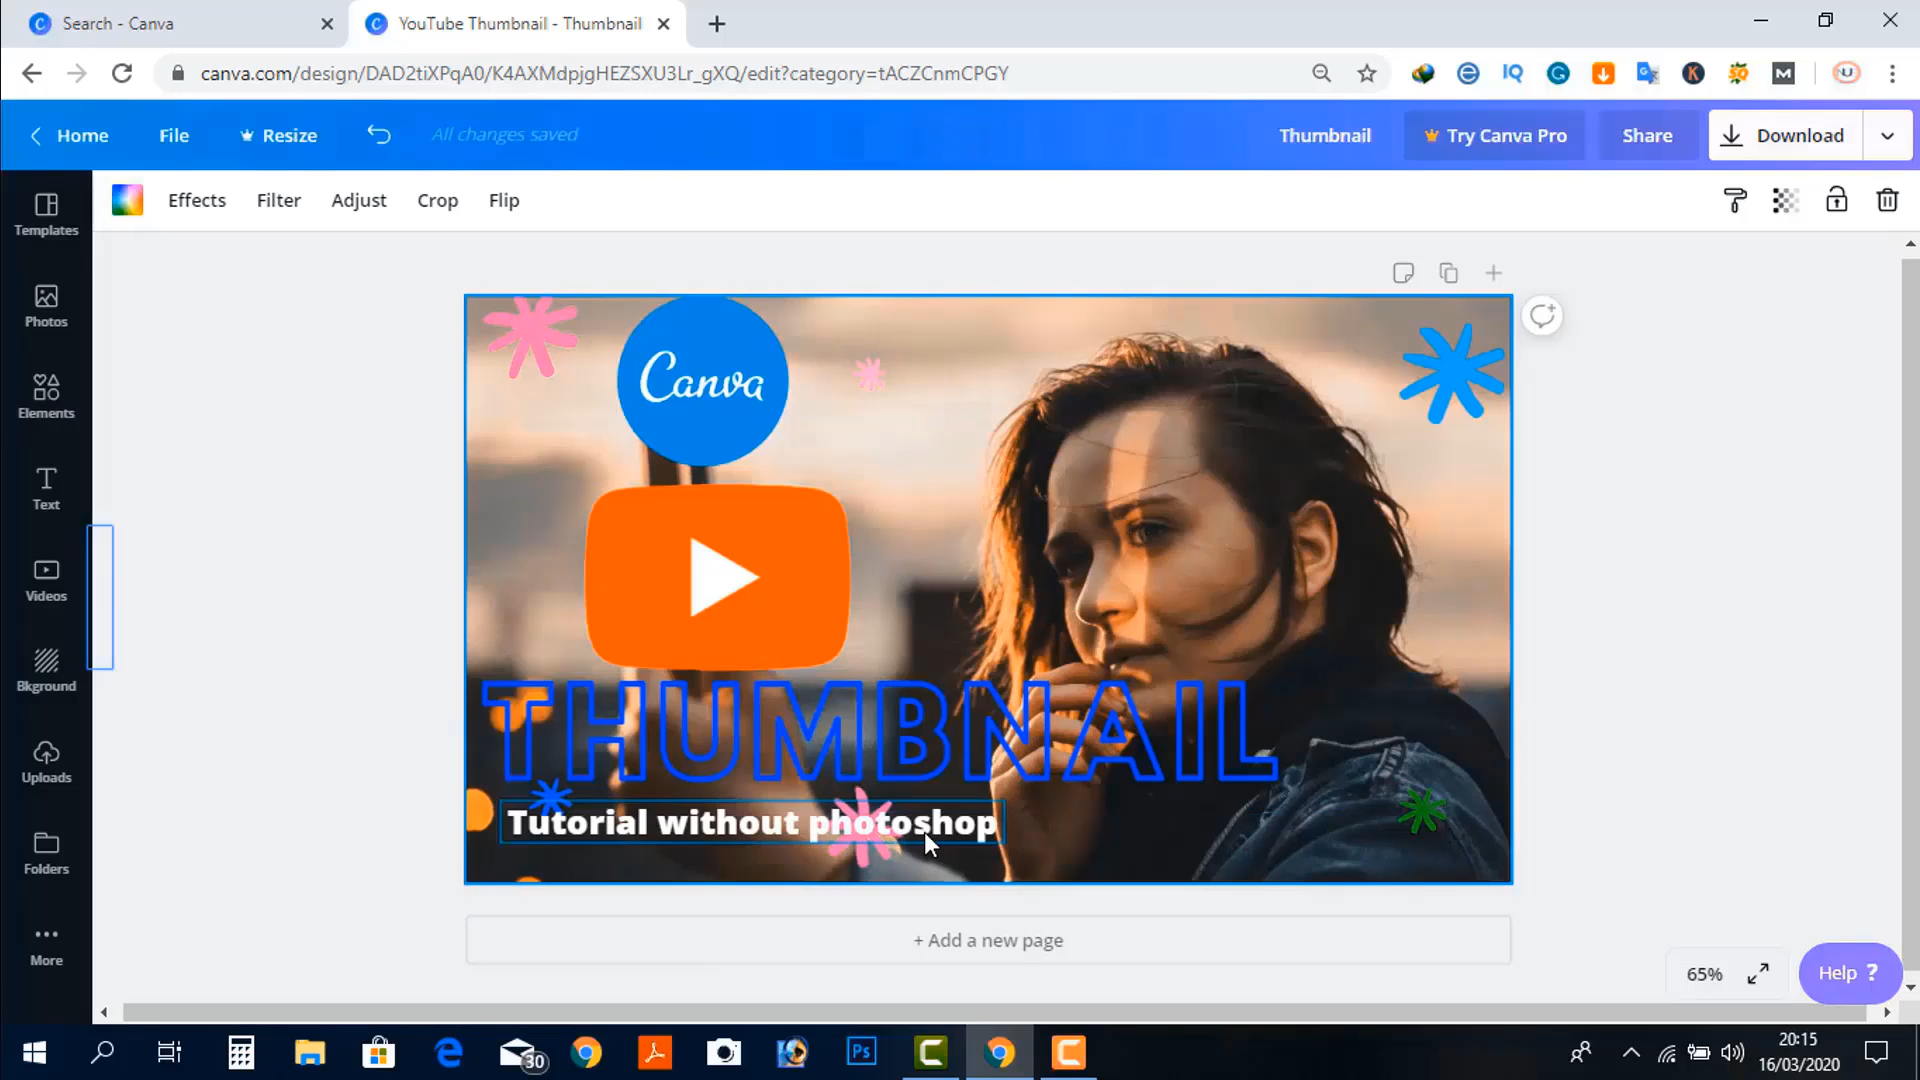 Search - Canva
YouTube Thumbnail - Thumbnail
canva.com/design/DAD2tiXPqA0/K4AXMdpjgHEZSXU3Lr_gXQ/edit?category=tACZCnmCPGY
Home
File
Resize
All changes saved
Thumbnail
Try Canva Pro
Share
Download
Effects
Filter
Adjust
Crop
Flip
Templates
Photos
Elements
Text
Videos
Bkground
Uploads
Folders
More
Canva
THUMBNAIL
Tutorial without photoshop
+ Add a new page
65%
Help ?
30
Ps
20:15
16/03/2020